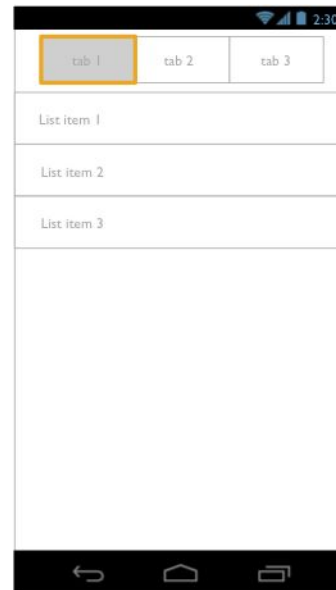 2:30
tab 1 tab 2 tab 3
List item 1
List item 2
List item 3